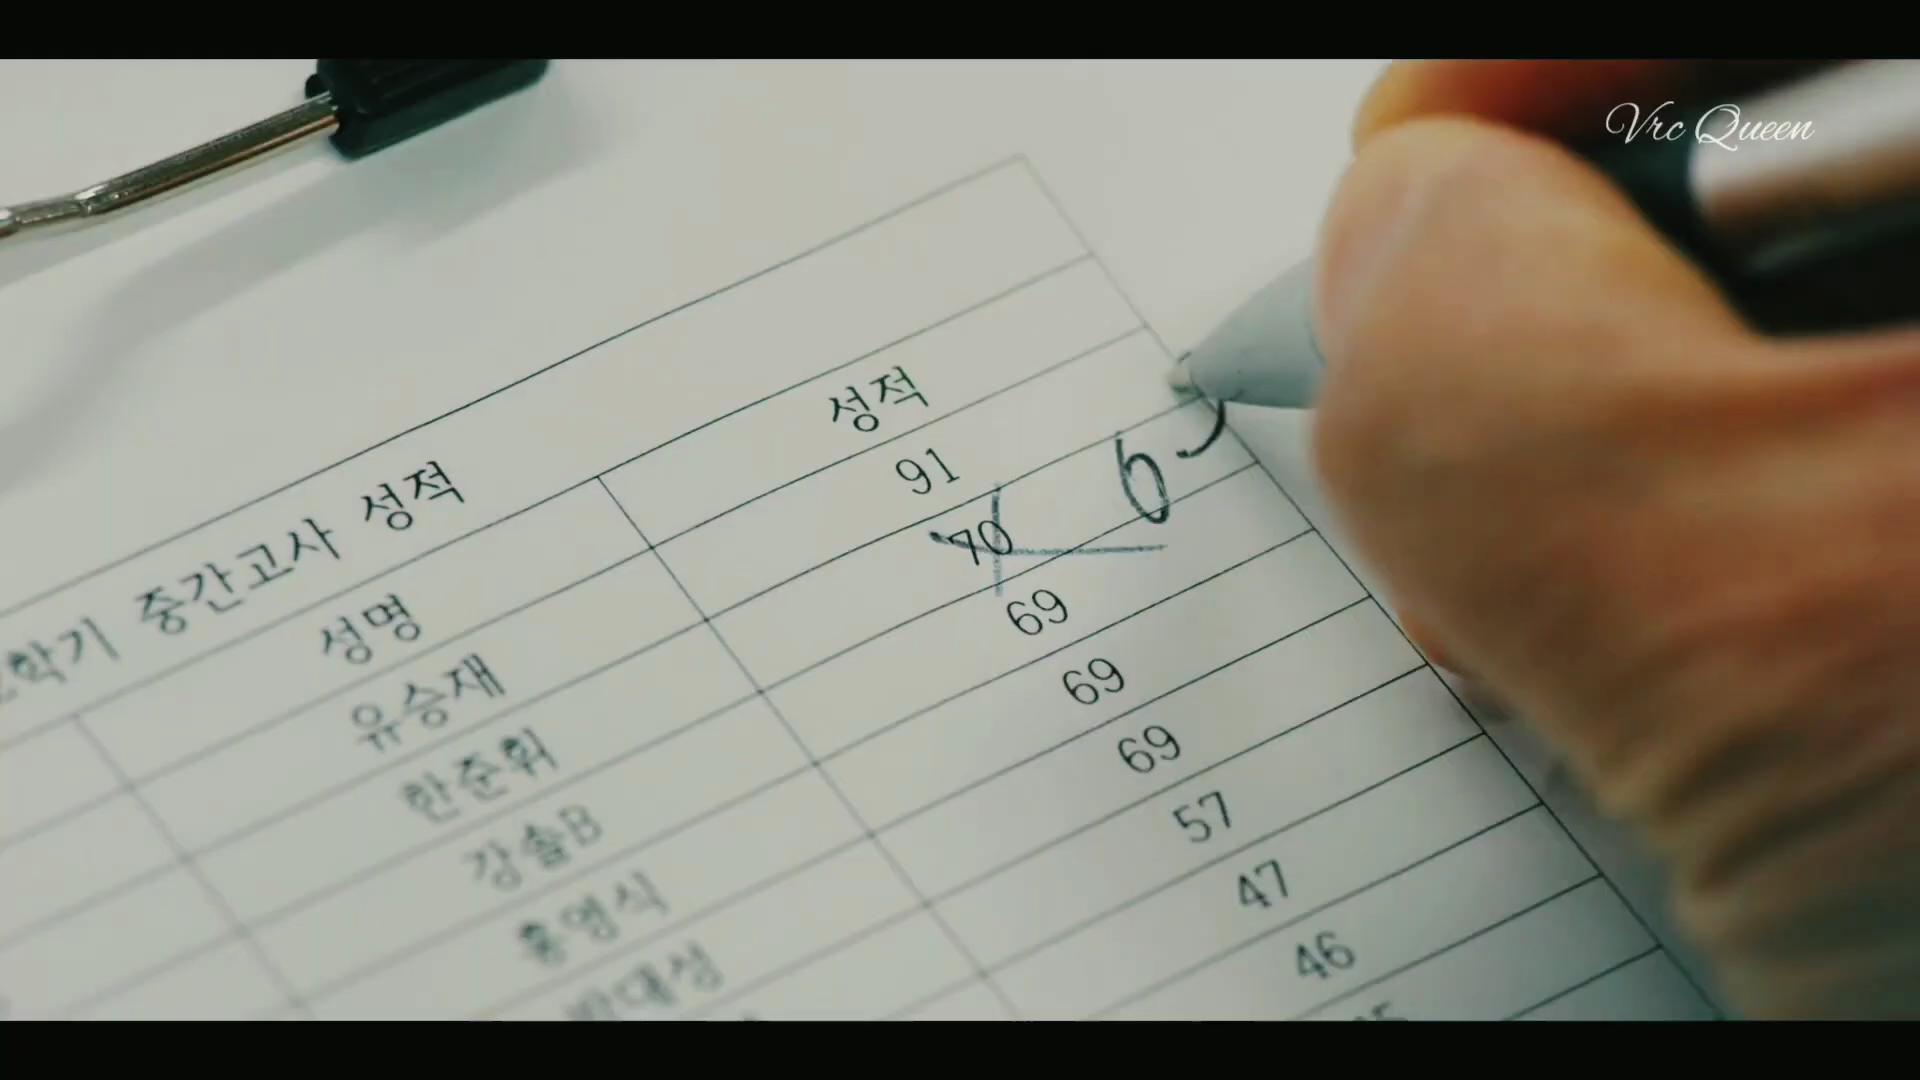 Vrc Queen
학기 중간고사 성적
성명 성적
유승재 91
한준휘 70 6
강솔B 69
홍영식 69
69
57
47
46